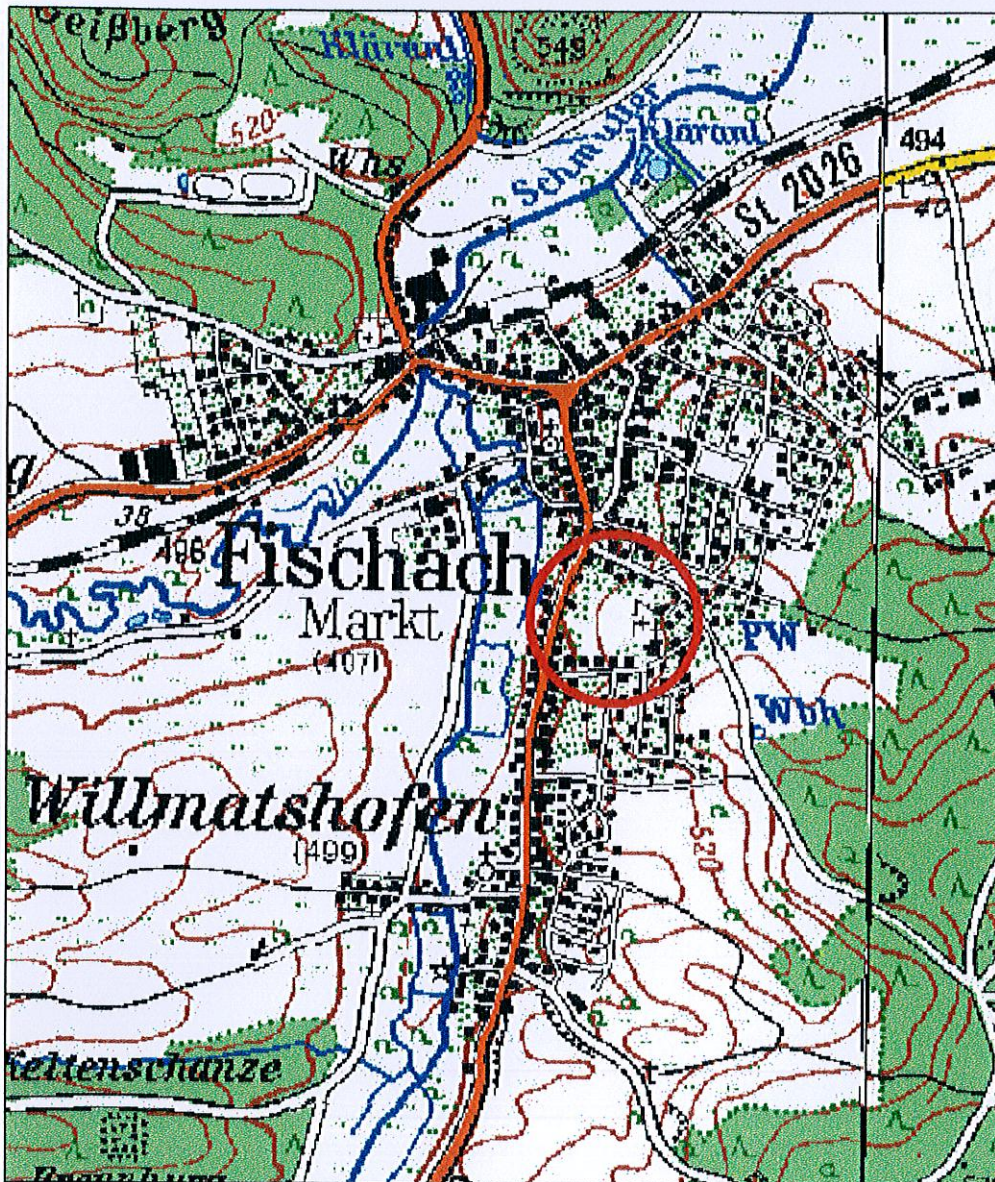 Kläranl
549
520
Whs
Schmutter
Kläranl
494
St 2026
40
38
496
Fischach
Markt
(407)
PW
Wbh
Willmatshofen
(499)
520
Keltenschanze